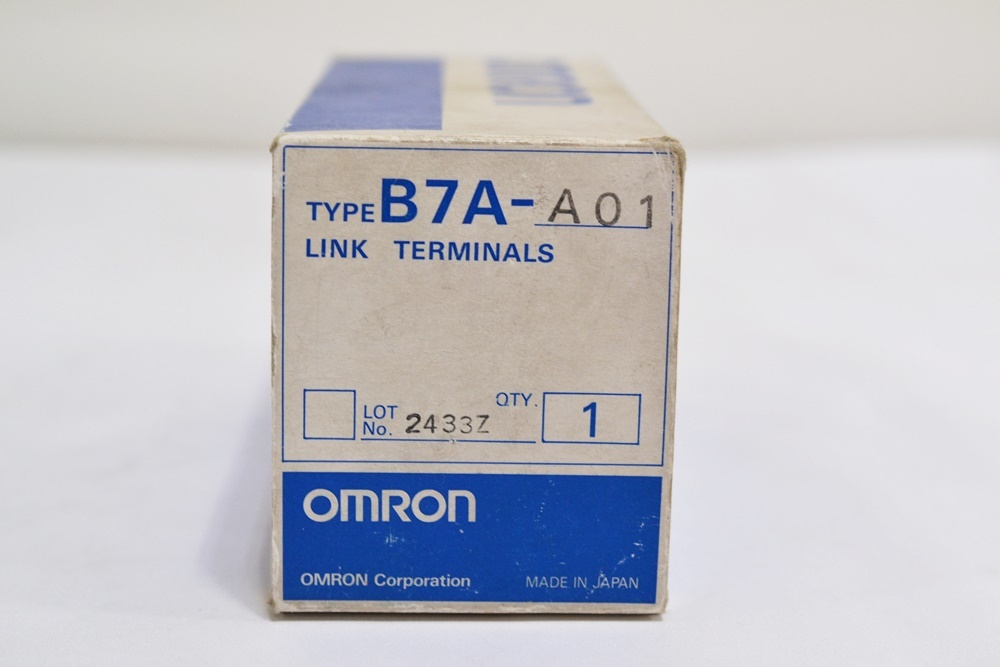 TYPE B7A-A01
LINK TERMINALS
LOT No. 2433Z QTY. 1
OMRON
OMRON Corporation MADE IN JAPAN